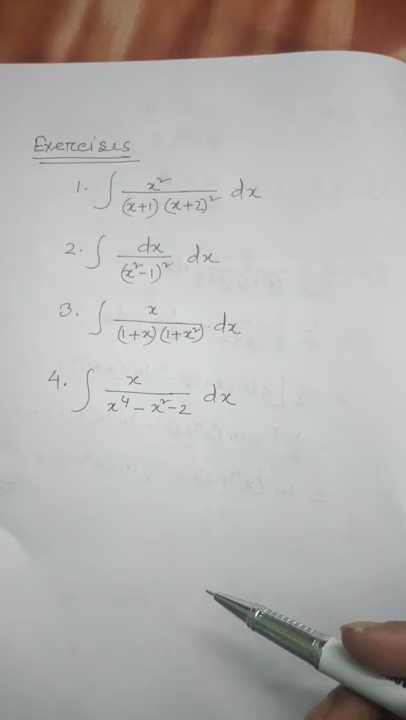 Exercises
1. ∫ x² / (x+1)(x+2)² dx
2. ∫ dx / (x²-1)² dx
3. ∫ x / (1+x)(1+x²) dx
4. ∫ x / x⁴ - x² - 2 dx